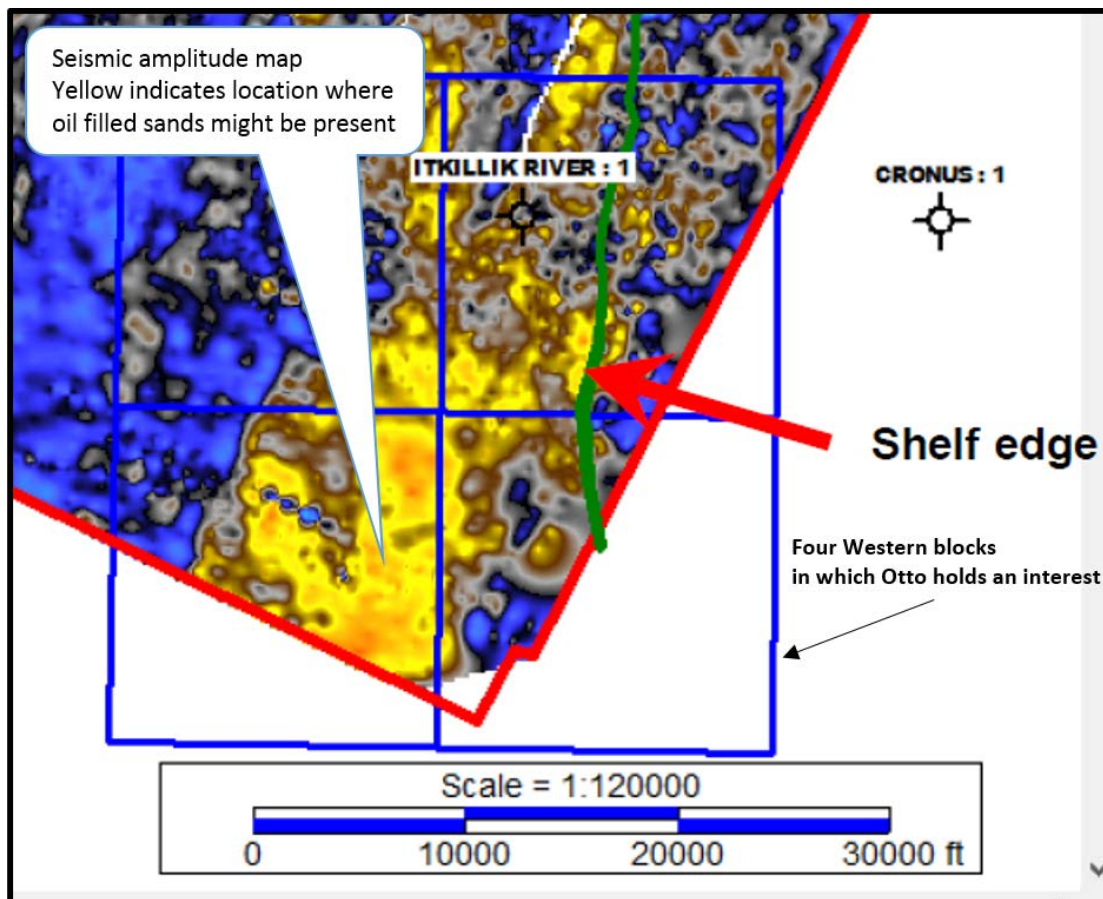 Seismic amplitude map
Yellow indicates location where
oil filled sands might be present
ITKILLIK RIVER : 1
CRONUS : 1
Shelf edge
Four Western blocks
in which Otto holds an interest
Scale = 1:120000
0 10000 20000 30000 ft